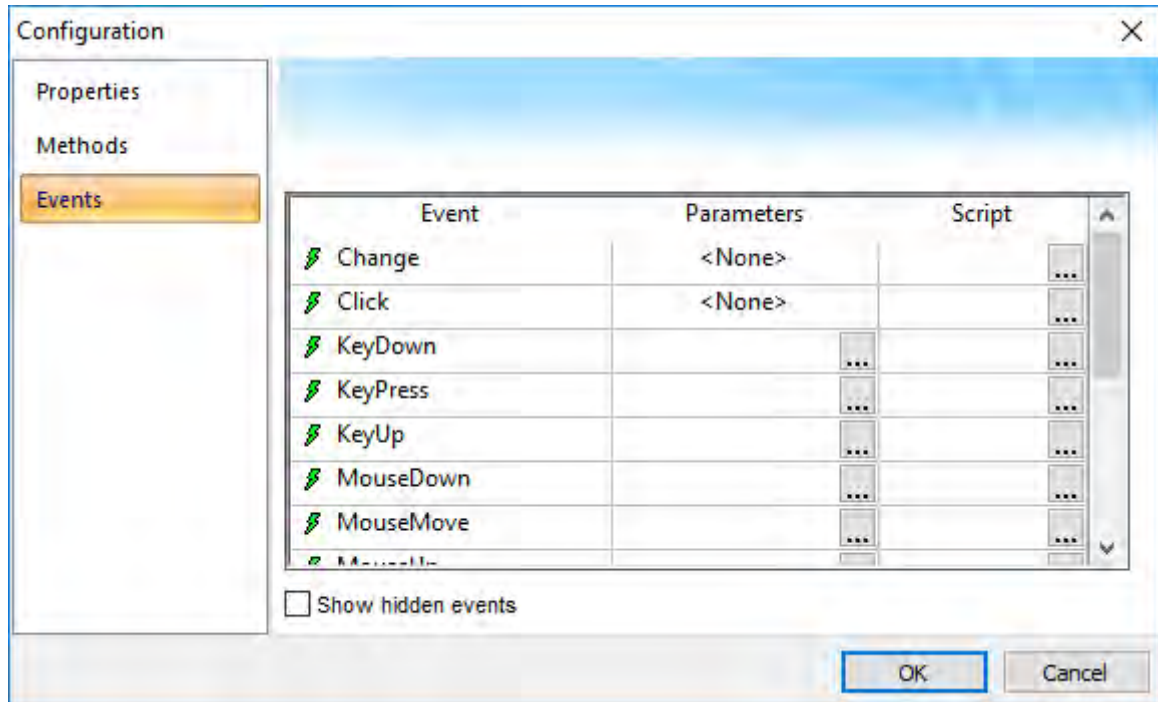 Configuration
Properties
Methods
Events
Event Parameters Script
Change <None> ...
Click <None> ...
KeyDown ... ...
KeyPress ... ...
KeyUp ... ...
MouseDown ... ...
MouseMove ... ...
Show hidden events
OK Cancel